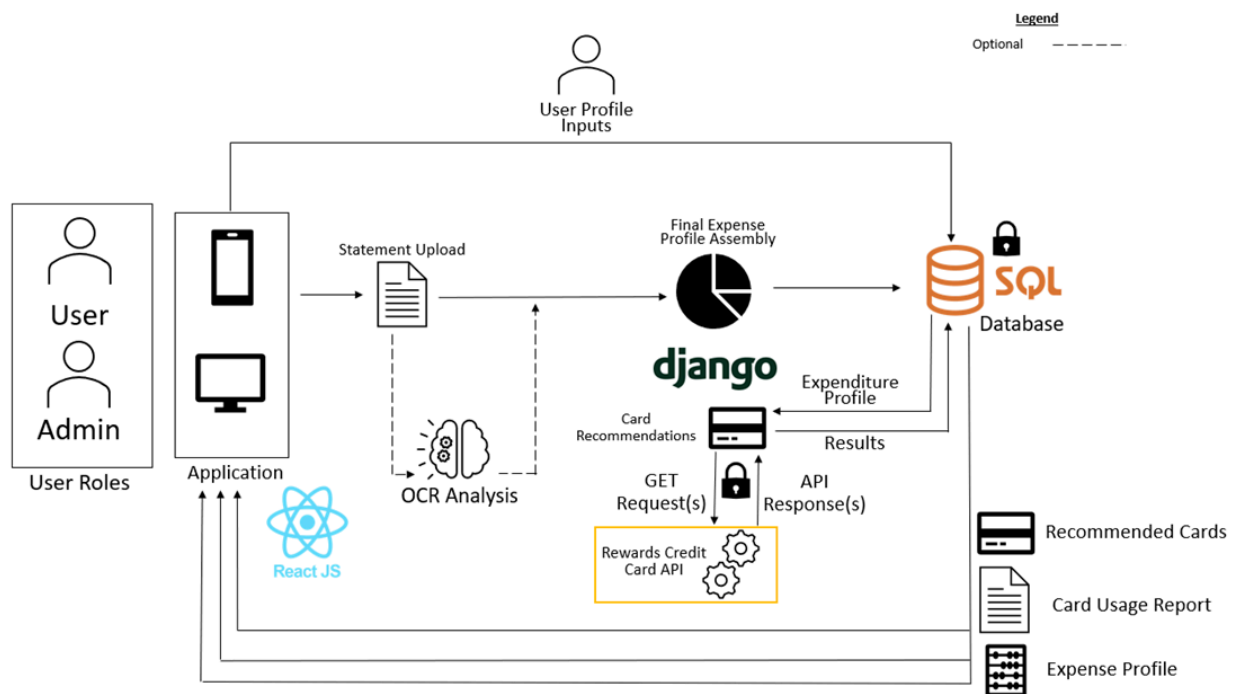 Legend
Optional
User Profile
Inputs
User
Admin
User Roles
Application
React JS
Statement Upload
OCR Analysis
Final Expense
Profile Assembly
django
SQL
Database
Expenditure
Profile
Card
Recommendations
Results
GET
Request(s)
API
Response(s)
Rewards Credit
Card API
Recommended Cards
Card Usage Report
Expense Profile